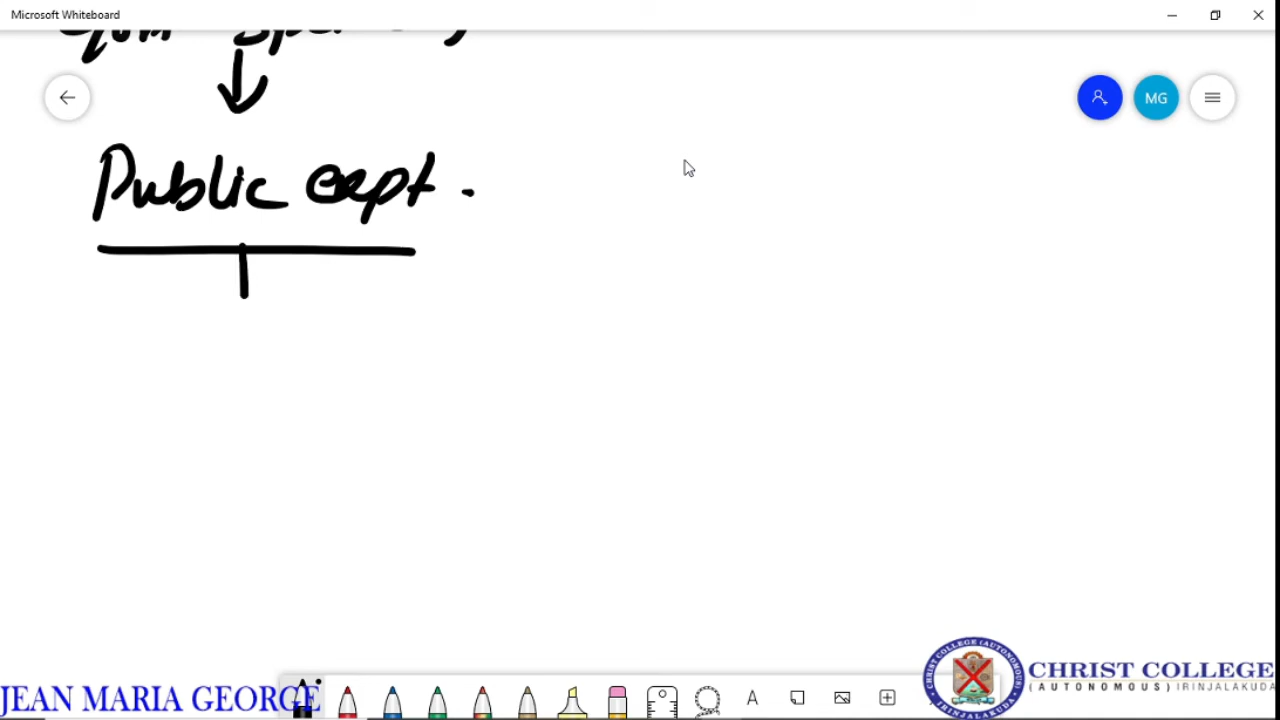 Microsoft Whiteboard
MG
Public expt.
A
JEAN MARIA GEORGE
CHRIST COLLEGE
(AUTONOMOUS) IRINJALAKUDA